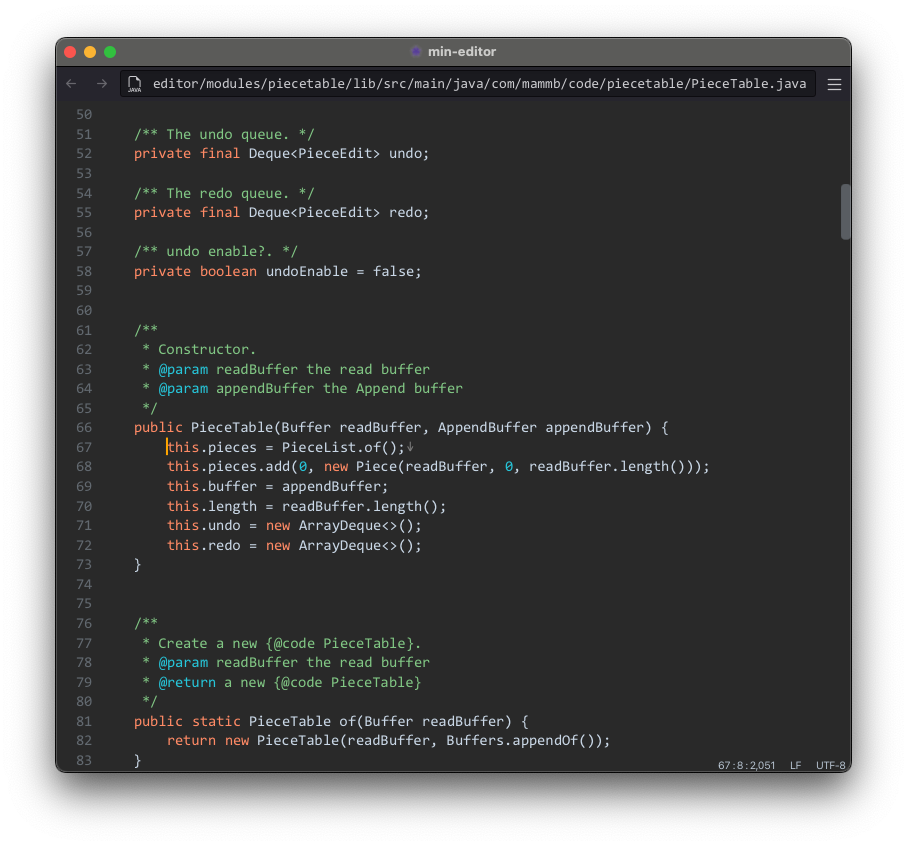 min-editor
JAVA editor/modules/piecetable/lib/src/main/java/com/mammb/code/piecetable/PieceTable.java
50
51 /** The undo queue. */
52 private final Deque<PieceEdit> undo;
53
54 /** The redo queue. */
55 private final Deque<PieceEdit> redo;
56
57 /** undo enable?. */
58 private boolean undoEnable = false;
59
60
61 /**
62 * Constructor.
63 * @param readBuffer the read buffer
64 * @param appendBuffer the Append buffer
65 */
66 public PieceTable(Buffer readBuffer, AppendBuffer appendBuffer) {
67 this.pieces = PieceList.of();↓
68 this.pieces.add(0, new Piece(readBuffer, 0, readBuffer.length()));
69 this.buffer = appendBuffer;
70 this.length = readBuffer.length();
71 this.undo = new ArrayDeque<>();
72 this.redo = new ArrayDeque<>();
73 }
74
75
76 /**
77 * Create a new {@code PieceTable}.
78 * @param readBuffer the read buffer
79 * @return a new {@code PieceTable}
80 */
81 public static PieceTable of(Buffer readBuffer) {
82 return new PieceTable(readBuffer, Buffers.appendOf());
83 }
67:8:2,051 LF UTF-8